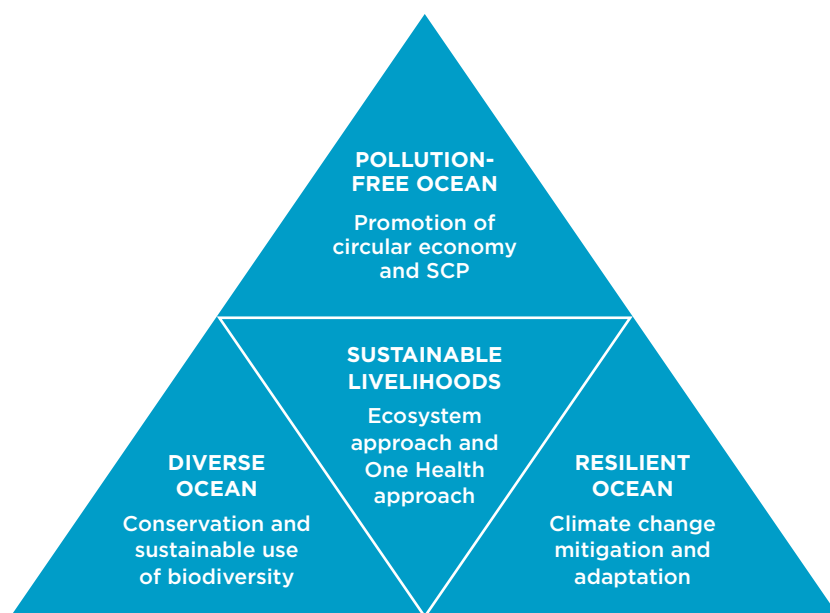 POLLUTION-
FREE OCEAN
Promotion of
circular economy
and SCP
SUSTAINABLE
LIVELIHOODS
Ecosystem
approach and
One Health
approach
DIVERSE
OCEAN
Conservation and
sustainable use
of biodiversity
RESILIENT
OCEAN
Climate change
mitigation and
adaptation